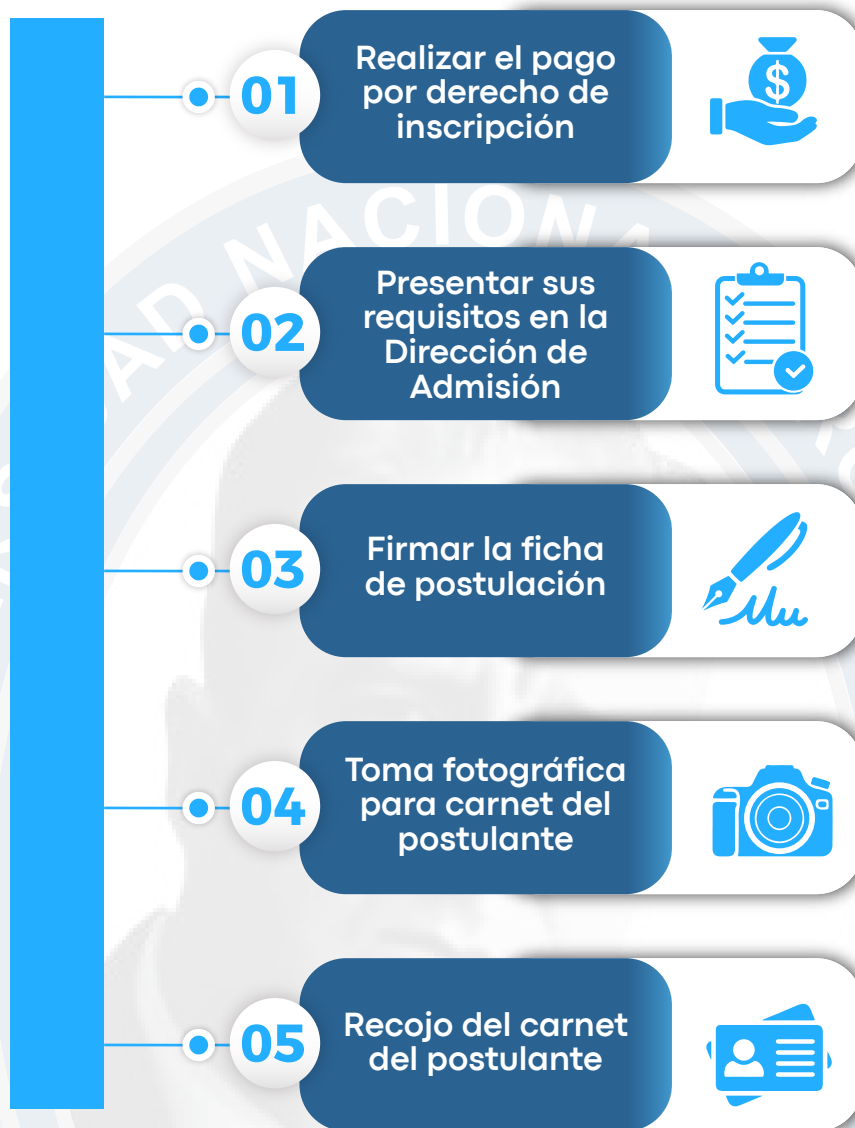 01
Realizar el pago
por derecho de
inscripción
$
NACIONA
02
Presentar sus
requisitos en la
Dirección de
Admisión
03
Firmar la ficha
de postulación
04
Toma fotográfica
para carnet del
postulante
05
Recojo del carnet
del postulante